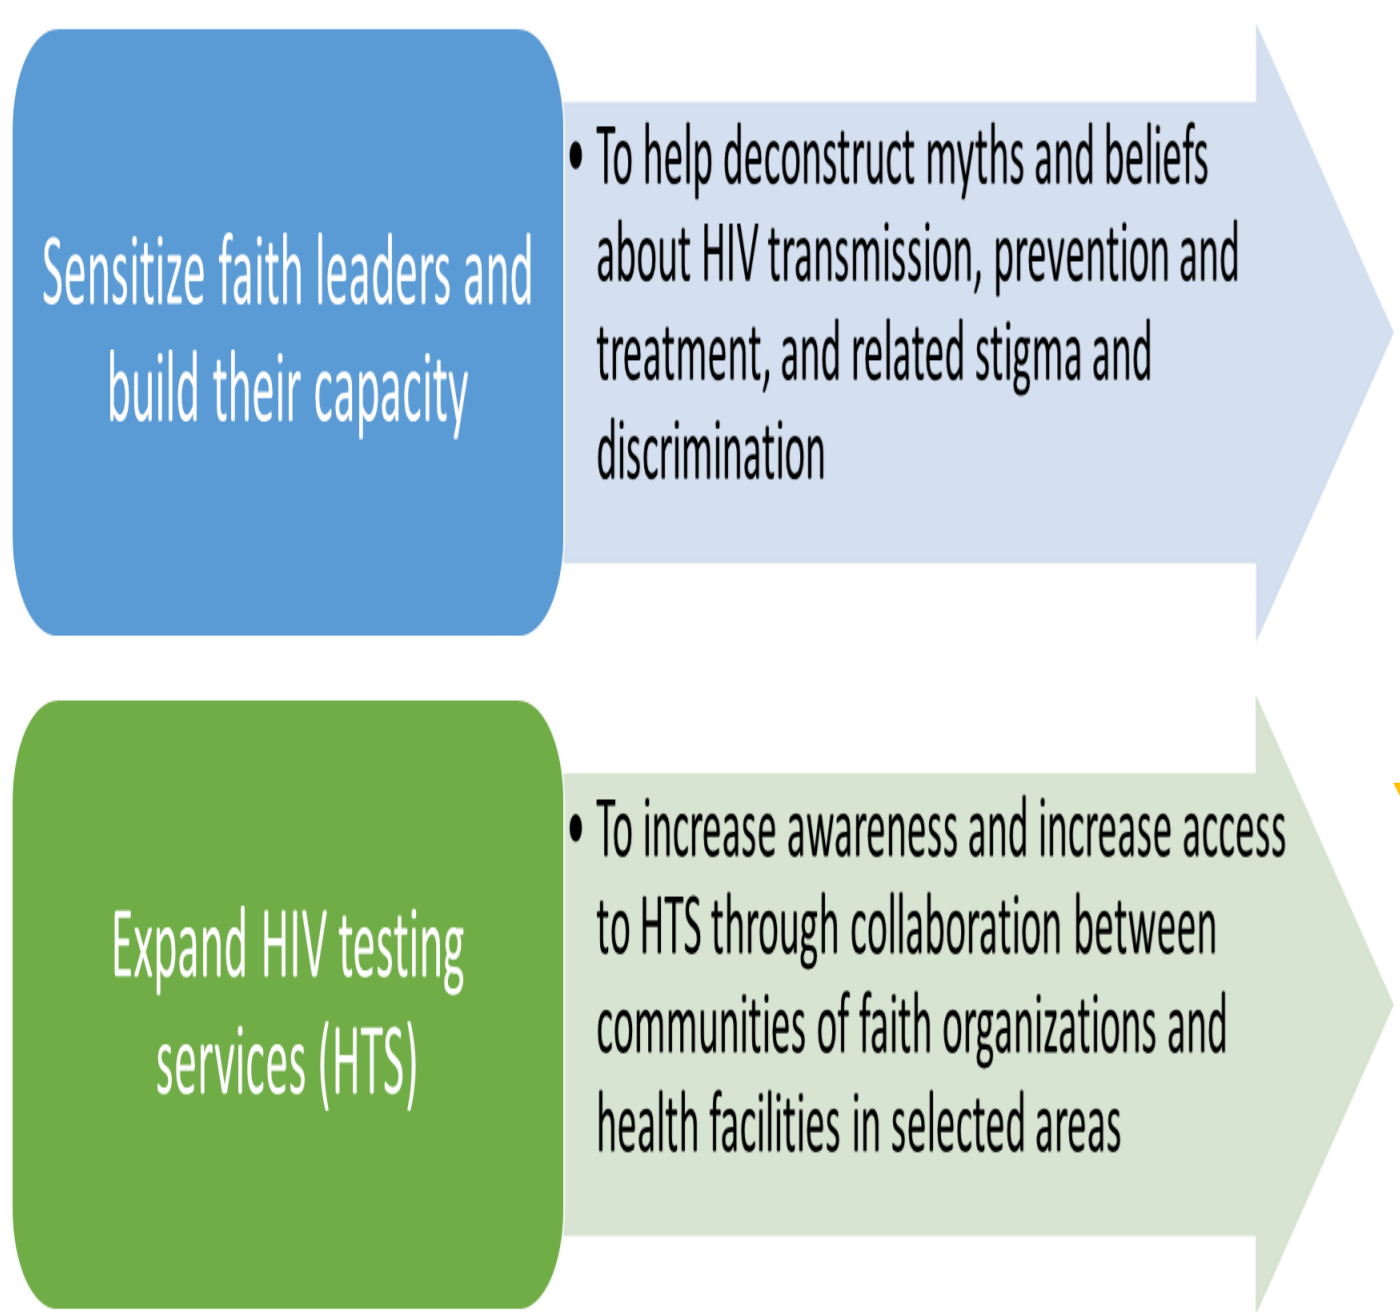 Sensitize faith leaders and
build their capacity
• To help deconstruct myths and beliefs
about HIV transmission, prevention and
treatment, and related stigma and
discrimination
Expand HIV testing
services (HTS)
• To increase awareness and increase access
to HTS through collaboration between
communities of faith organizations and
health facilities in selected areas